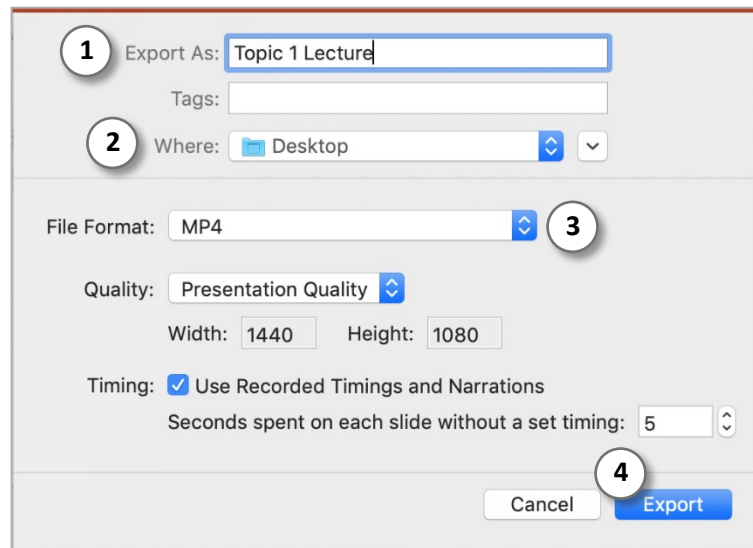 1 Export As: Topic 1 Lecture
Tags:
2 Where: Desktop
File Format: MP4 3
Quality: Presentation Quality
Width: 1440 Height: 1080
Timing: Use Recorded Timings and Narrations
Seconds spent on each slide without a set timing: 5
4
Cancel Export